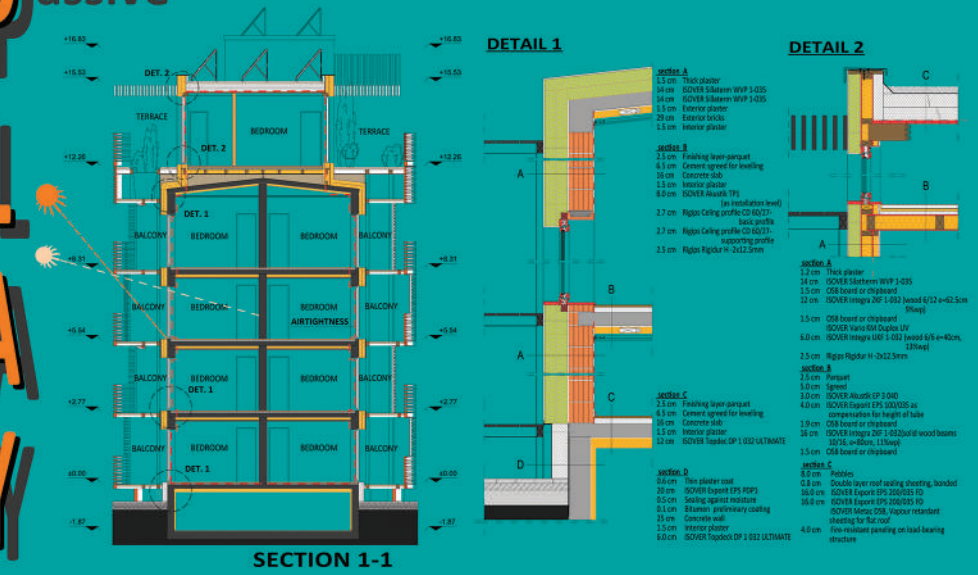 DETAIL 1
DETAIL 2
+16.83
+16.83
+15.53
+15.53
DET. 2
TERRACE
BEDROOM
TERRACE
DET. 2
+12.26
+12.26
DET. 1
BALCONY
BEDROOM
BEDROOM
BALCONY
+8.31
BALCONY
BEDROOM
BEDROOM
BALCONY
AIRTIGHTNESS
+5.54
+5.54
BALCONY
BEDROOM
BEDROOM
BALCONY
DET. 1
+2.77
+2.77
BALCONY
BEDROOM
BEDROOM
BALCONY
DET. 1
±0.00
±0.00
-1.87
-1.87
SECTION 1-1
A
A
B
C
D
section A
1.5 cm Thick plaster
14 cm ISOVER Sillaterm WVP 1-035
14 cm ISOVER Sillaterm WVP 1-035
1.5 cm Exterior plaster
29 cm Exterior bricks
1.5 cm Interior plaster
section B
2.5 cm Finishing layer-parquet
6.5 cm Cement sgreed for levelling
16 cm Concrete slab
1.5 cm Interior plaster
8.0 cm ISOVER Akustik TP1
(as installation level)
2.7 cm Rigips Celing profile CD 60/27-
basic profile
2.7 cm Rigips Celing profile CD 60/27-
supporting profile
2.5 cm Rigips Rigidur H -2x12.5mm
section C
2.5 cm Finishing layer-parquet
6.5 cm Cement sgreed for levelling
16 cm Concrete slab
1.5 cm Interior plaster
12 cm ISOVER Topdec DP 1 032 ULTIMATE
section D
0.6 cm Thin plaster coat
20 cm ISOVER Exporit EPS PDP1
0.5 cm Sealing against moisture
0.1 cm Bitumen preliminary coating
25 cm Concrete wall
1.5 cm Interior plaster
6.0 cm ISOVER Topdeck DP 1 032 ULTIMATE
C
B
A
section A
1.2 cm Thick plaster
14 cm ISOVER Silatherm WVP 1-035
1.5 cm OSB board or chipboard
12 cm ISOVER Integra ZKF 1-032 (wood 6/12 a=62.5cm
9%wp)
1.5 cm OSB board or chipboard
ISOVER Vario KM Duplex UV
6.0 cm ISOVER Integra UKF 1-032 (wood 6/6 e=40cm,
13%wp)
2.5 cm Rigips Rigidur H -2x12.5mm
section B
2.5 cm Parquet
5.0 cm Sgreed
3.0 cm ISOVER Akustik EP 3 040
4.0 cm ISOVER Exporit EPS 100/035 as
compensation for height of tube
1.9 cm OSB board or chipboard
16 cm ISOVER Integra ZKF 1-032(solid wood beams
10/16, a=80cm, 11%wp)
1.5 cm OSB board or chipboard
section C
8.0 cm Pebbles
0.8 cm Double layer roof sealing sheeting, bonded
16.0 cm ISOVER Exporit EPS 200/035 FD
16.0 cm ISOVER Exporit EPS 200/035 FD
ISOVER Metac DSB, Vapour retardant
sheeting for flat roof
4.0 cm Fire-resistant paneling on load-bearing
structure